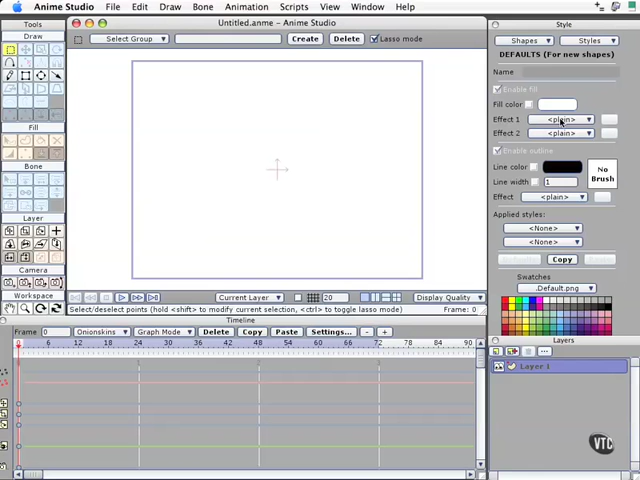 Anime Studio File Edit Draw Bone Animation Scripts View Window Help
Untitled.anme - Anime Studio
Style
Tools
Draw
Select Group Create Delete Lasso mode
Shapes Styles
DEFAULTS (For new shapes)
Name
Enable fill
Fill color
Effect 1 <plain>
Effect 2 <plain>
Fill
Enable outline
Bone
Line color
No Brush
Line width 1
Effect <plain>
Layer
Applied styles:
<None>
<None>
Copy
Camera
Swatches
.Default.png
Workspace
Current Layer 20 Display Quality
Select/deselect points (hold <shift> to modify current selection, <ctrl> to toggle lasso mode) Frame: 0
Timeline
Frame 0 Onionskins Graph Mode Delete Copy Paste Settings... - +
0 6 12 18 24 30 36 42 48 54 60 66 72 78 84 90
1 2 3
Layers
Layer 1
VTC